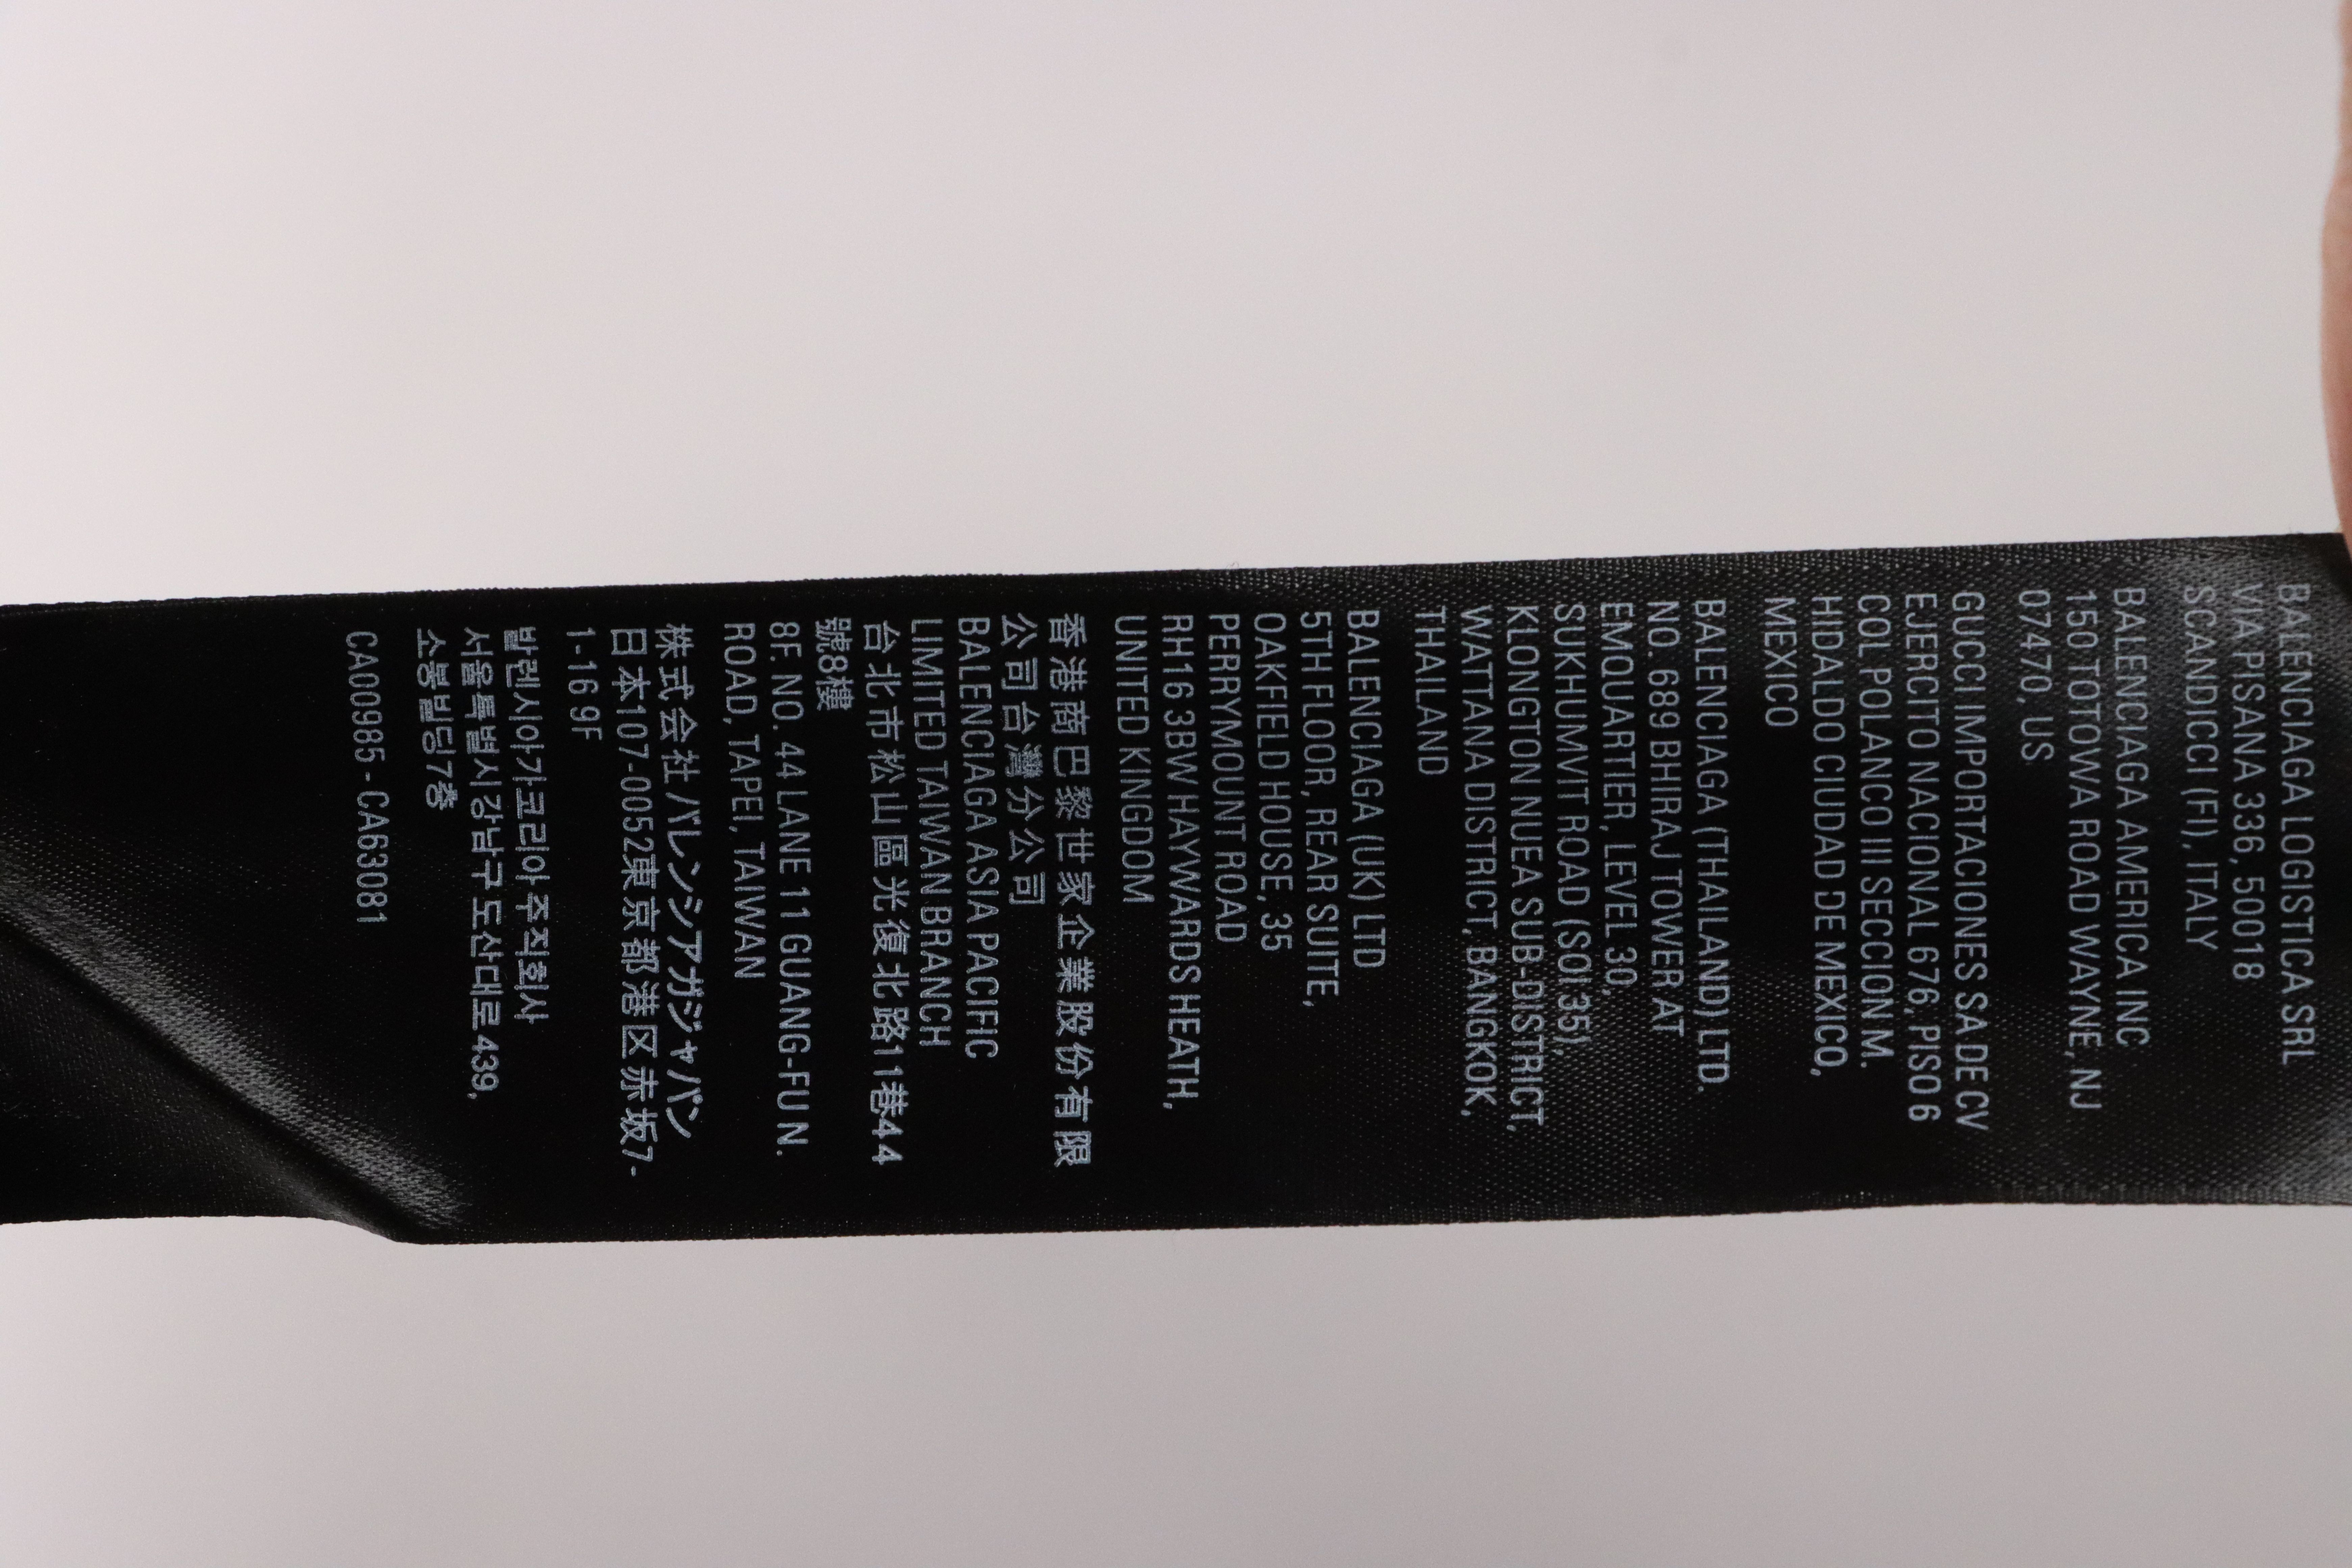 BALENCIAGA LOGISTICA SRL
VIA PISANA 336, 50018
SCANDICCI (FI), ITALY
BALENCIAGA AMERICA INC
150 TOTOWA ROAD WAYNE, NJ
07470, US
GUCCI IMPORTACIONES SA DE CV
EJERCITO NACIONAL 676, PISO 6
COL POLANCO III SECCION M.
HIDALDO CIUDAD DE MEXICO,
MEXICO
BALENCIAGA (THAILAND) LTD.
NO. 689 BHIRAJ TOWER AT
EMQUARTIER, LEVEL 30,
SUKHUMVIT ROAD (SOI 35),
KLONGTON NUEA SUB-DISTRICT,
WATTANA DISTRICT, BANGKOK,
THAILAND
BALENCIAGA (UK) LTD
5TH FLOOR, REAR SUITE,
OAKFIELD HOUSE, 35
PERRYMOUNT ROAD
RH16 3BW HAYWARDS HEATH,
UNITED KINGDOM
香港商巴黎世家企業股份有限
公司台灣分公司
BALENCIAGA ASIA PACIFIC
LIMITED TAIWAN BRANCH
台北市松山區光復北路11巷44
號8樓
8F. NO. 44 LANE 11 GUANG-FU N.
ROAD, TAPEI, TAIWAN
株式会社 バレンシアガジャパン
日本107-0052東京都港区赤坂7-
1-16 9F
발렌시아가코리아 주식회사
서울특별시 강남구 도산대로 439,
소봉빌딩 7층
CA00985 - CA63081